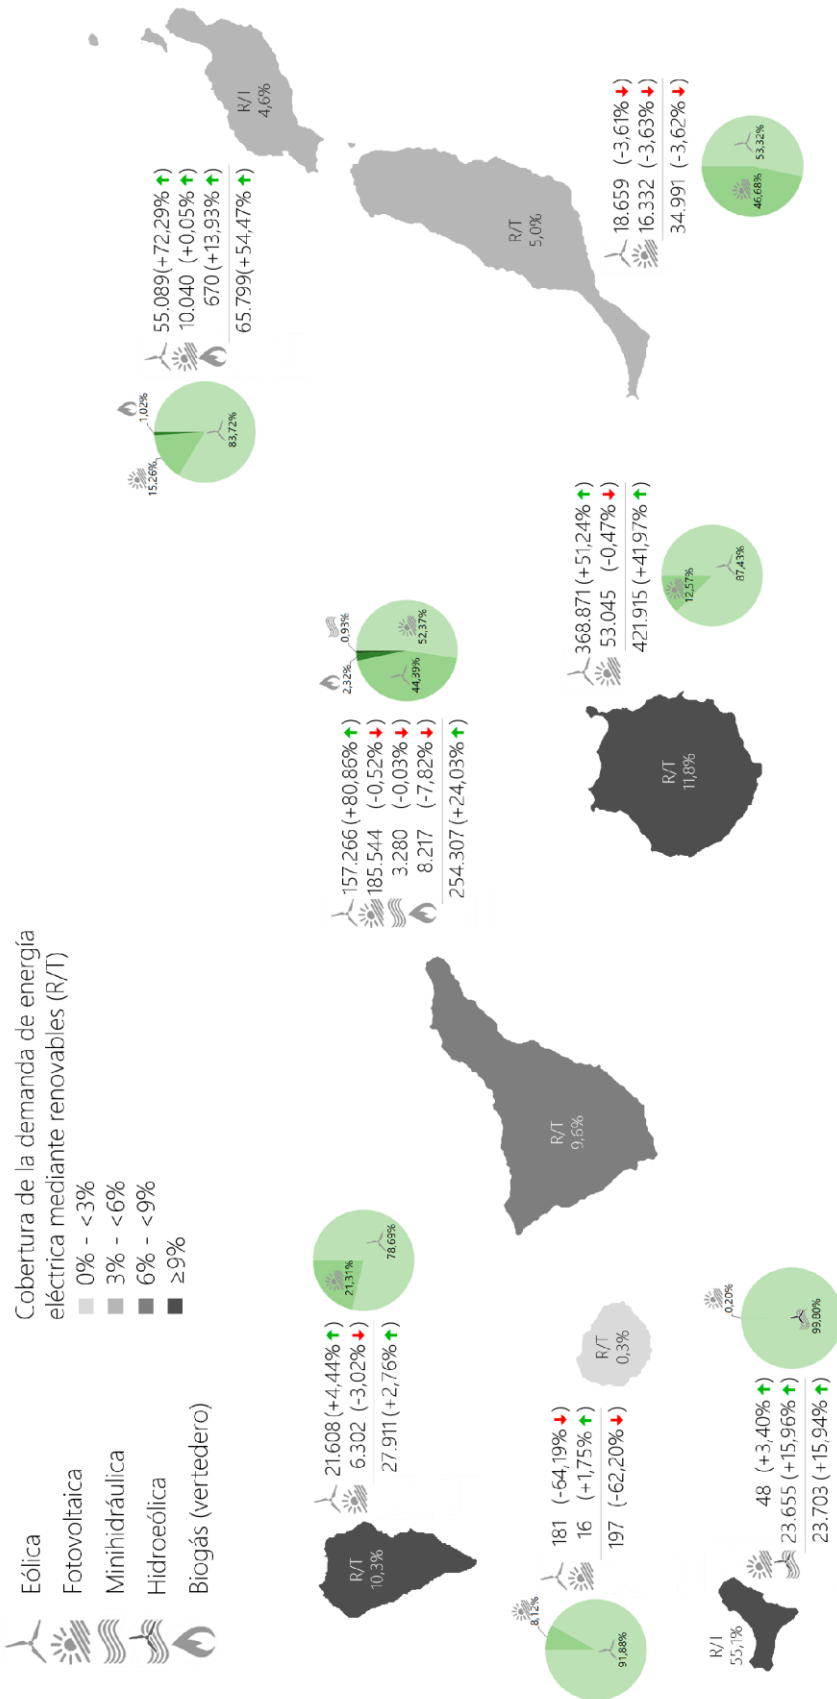 Eólica
Fotovoltaica
Minihidráulica
Hidroeólica
Biogás (vertedero)
Cobertura de la demanda de energía
eléctrica mediante renovables (R/T)
0% - <3%
3% - <6%
6% - <9%
≥9%
R/T
10,3%
21.608 (+4,44%
6.302 (-3,02%
27.911 (+2,76%
21,31%
78,69%
8,12%
91,88%
181 (-64,19%
16 (+1,75%
197 (-62,20%
R/T
0,3%
R/T
55,1%
48 (+3,40%
23.655 (+15,96%
23.703 (+15,94%
0,20%
99,80%
R/T
9,6%
157.266 (+80,86%
185.544 (-0,52%
3.280 (-0,03%
8.217 (-7,82%
254.307 (+24,03%
2,32%
0,93%
44,39%
52,37%
R/T
11,8%
368.871 (+51,24%
53.045 (-0,47%
421.915 (+41,97%
12,57%
87,43%
15,26%
1,02%
83,72%
55.089(+72,29%
10.040 (+0,05%
670 (+13,93%
65.799(+54,47%
R/T
4,6%
R/T
5,0%
18.659 (-3,61%
16.332 (-3,63%
34.991 (-3,62%
46,68%
53,32%